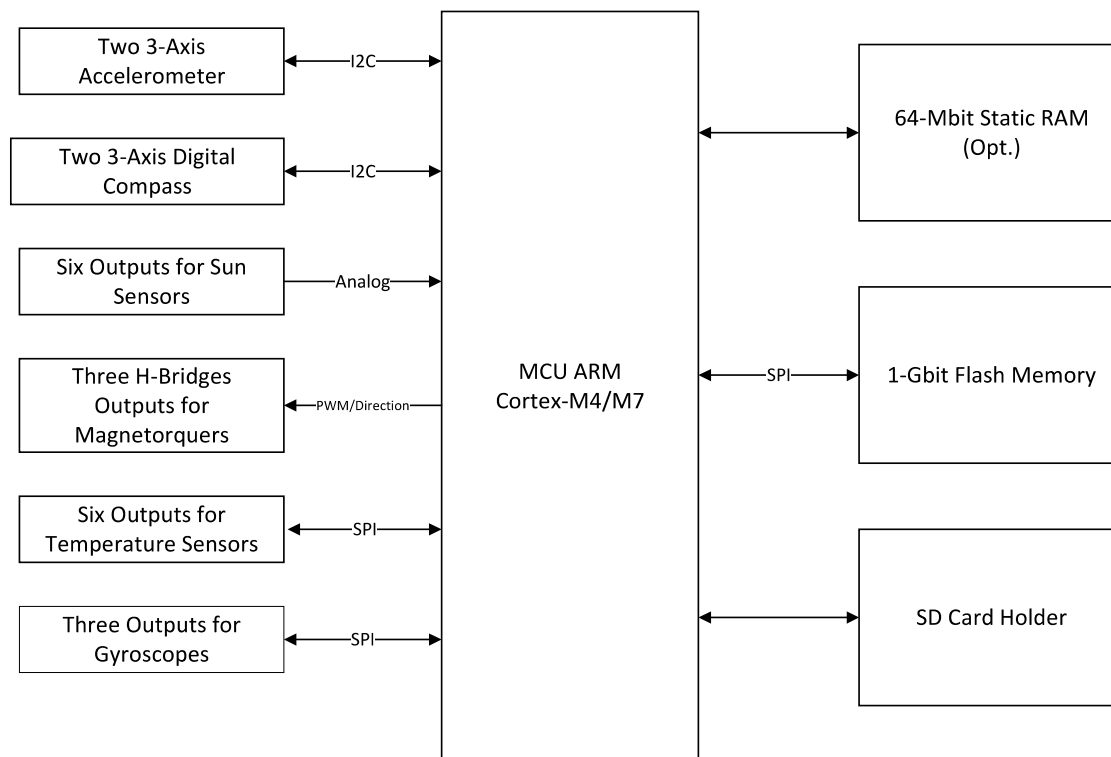 Two 3-Axis
Accelerometer
I2C
Two 3-Axis Digital
Compass
I2C
Six Outputs for Sun
Sensors
Analog
Three H-Bridges
Outputs for
Magnetorquers
PWM/Direction
Six Outputs for
Temperature Sensors
SPI
Three Outputs for
Gyroscopes
SPI
MCU ARM
Cortex-M4/M7
64-Mbit Static RAM
(Opt.)
SPI
1-Gbit Flash Memory
SD Card Holder